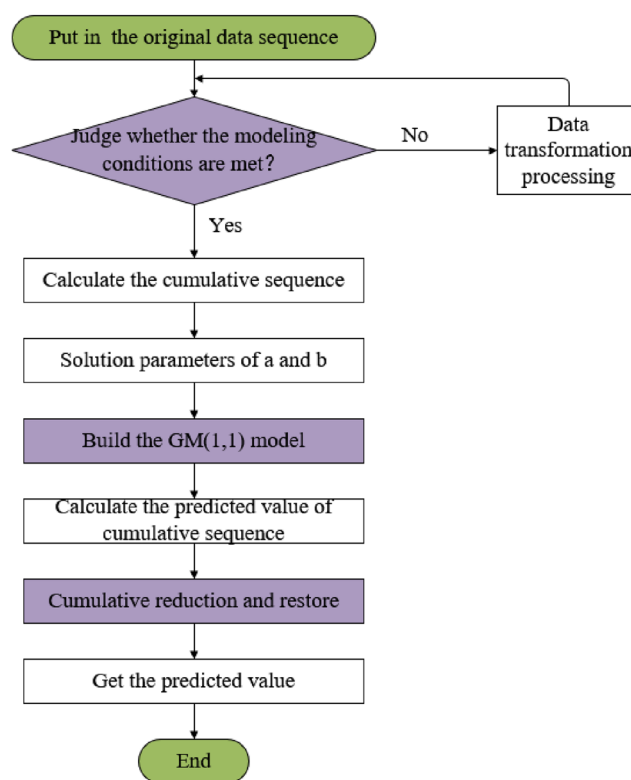 Put in the original data sequence
Judge whether the modeling
conditions are met?
No
Data
transformation
processing
Yes
Calculate the cumulative sequence
Solution parameters of a and b
Build the GM(1,1) model
Calculate the predicted value of
cumulative sequence
Cumulative reduction and restore
Get the predicted value
End